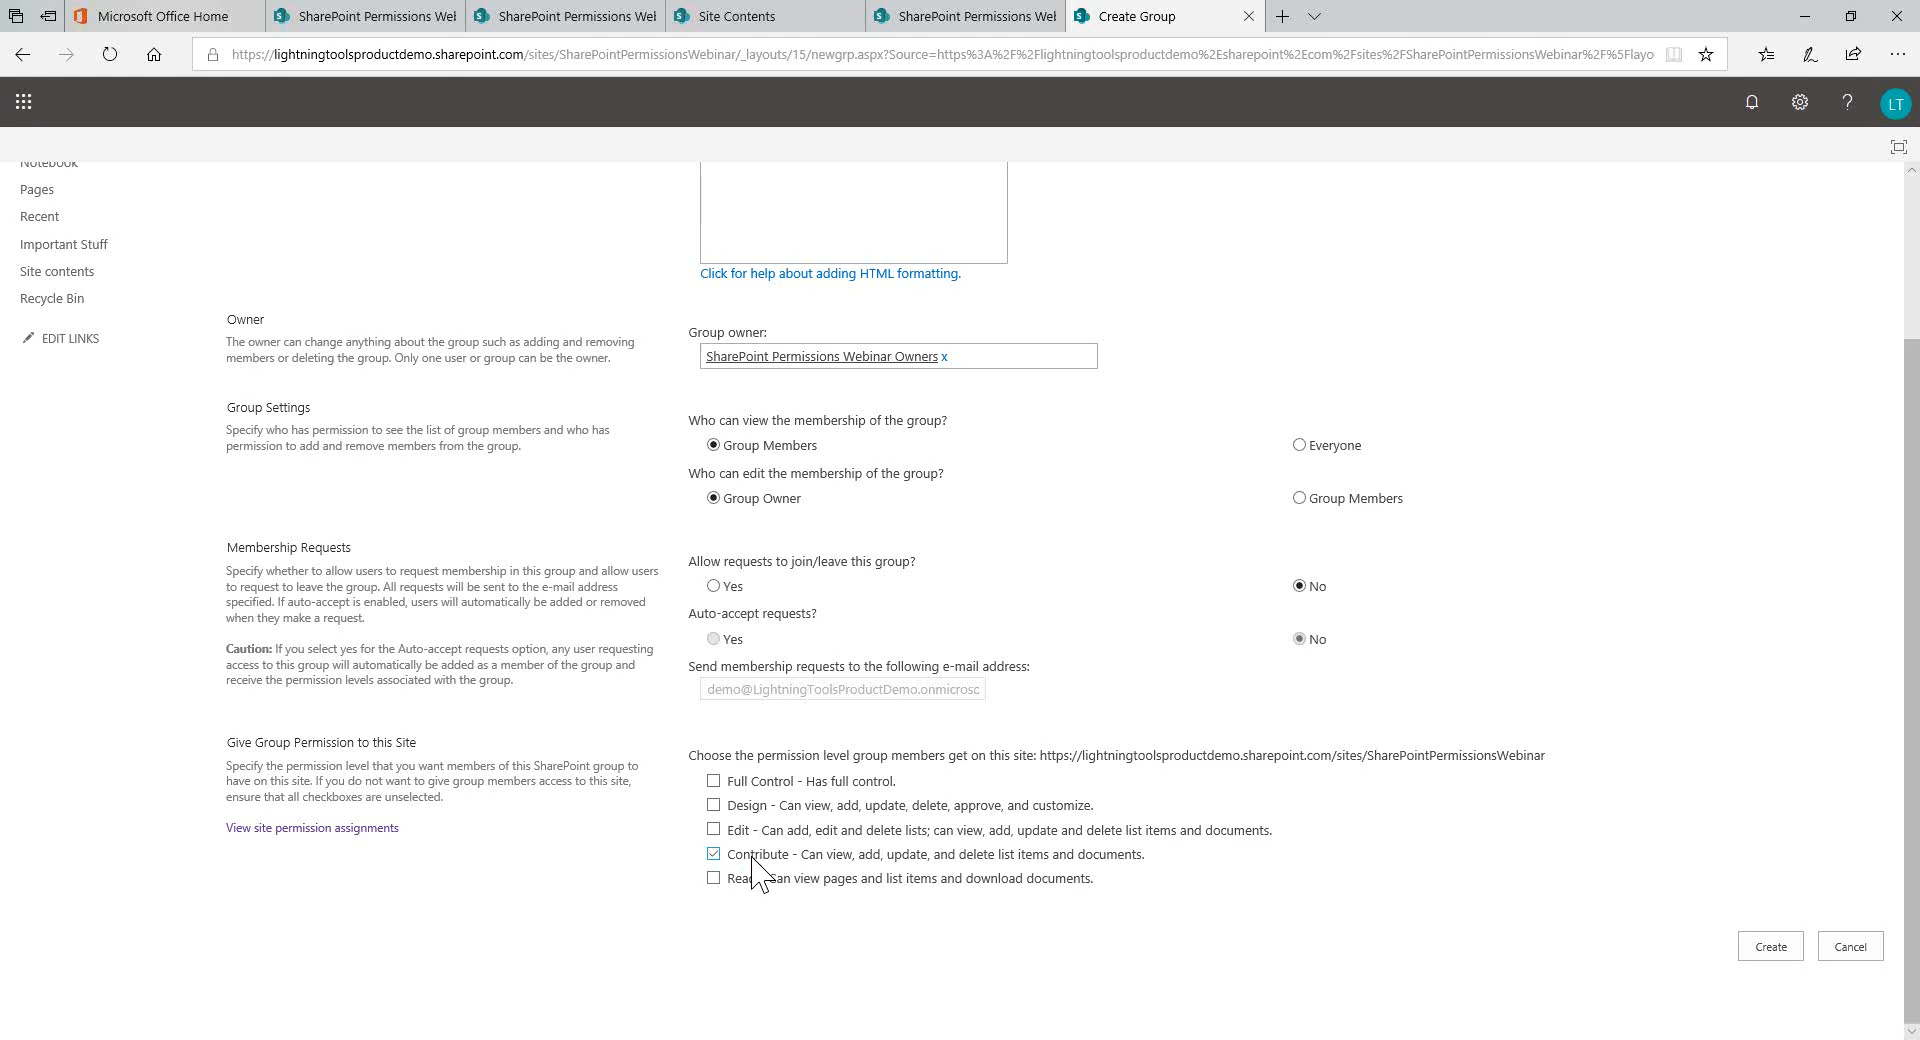 Microsoft Office Home
SharePoint Permissions Wel
SharePoint Permissions Wel
Site Contents
SharePoint Permissions Wel
Create Group
https://lightningtoolsproductdemo.sharepoint.com/sites/SharePointPermissionsWebinar/_layouts/15/newgrp.aspx?Source=https%3A%2F%2Flightningtoolsproductdemo%2Esharepoint%2Ecom%2Fsites%2FSharePointPermissionsWebinar%2F%5Flayo
?
LT
Notebook
Pages
Recent
Important Stuff
Site contents
Recycle Bin
EDIT LINKS
Click for help about adding HTML formatting.
Owner
The owner can change anything about the group such as adding and removing
members or deleting the group. Only one user or group can be the owner.
Group owner:
SharePoint Permissions Webinar Owners x
Group Settings
Specify who has permission to see the list of group members and who has
permission to add and remove members from the group.
Who can view the membership of the group?
Group Members
Everyone
Who can edit the membership of the group?
Group Owner
Group Members
Membership Requests
Specify whether to allow users to request membership in this group and allow users
to request to leave the group. All requests will be sent to the e-mail address
specified. If auto-accept is enabled, users will automatically be added or removed
when they make a request.
Caution: If you select yes for the Auto-accept requests option, any user requesting
access to this group will automatically be added as a member of the group and
receive the permission levels associated with the group.
Allow requests to join/leave this group?
Yes
No
Auto-accept requests?
Yes
No
Send membership requests to the following e-mail address:
demo@LightningToolsProductDemo.onmicrosc
Give Group Permission to this Site
Specify the permission level that you want members of this SharePoint group to
have on this site. If you do not want to give group members access to this site,
ensure that all checkboxes are unselected.
View site permission assignments
Choose the permission level group members get on this site: https://lightningtoolsproductdemo.sharepoint.com/sites/SharePointPermissionsWebinar
Full Control - Has full control.
Design - Can view, add, update, delete, approve, and customize.
Edit - Can add, edit and delete lists; can view, add, update and delete list items and documents.
Contribute - Can view, add, update, and delete list items and documents.
view pages and list items and download documents.
Create
Cancel